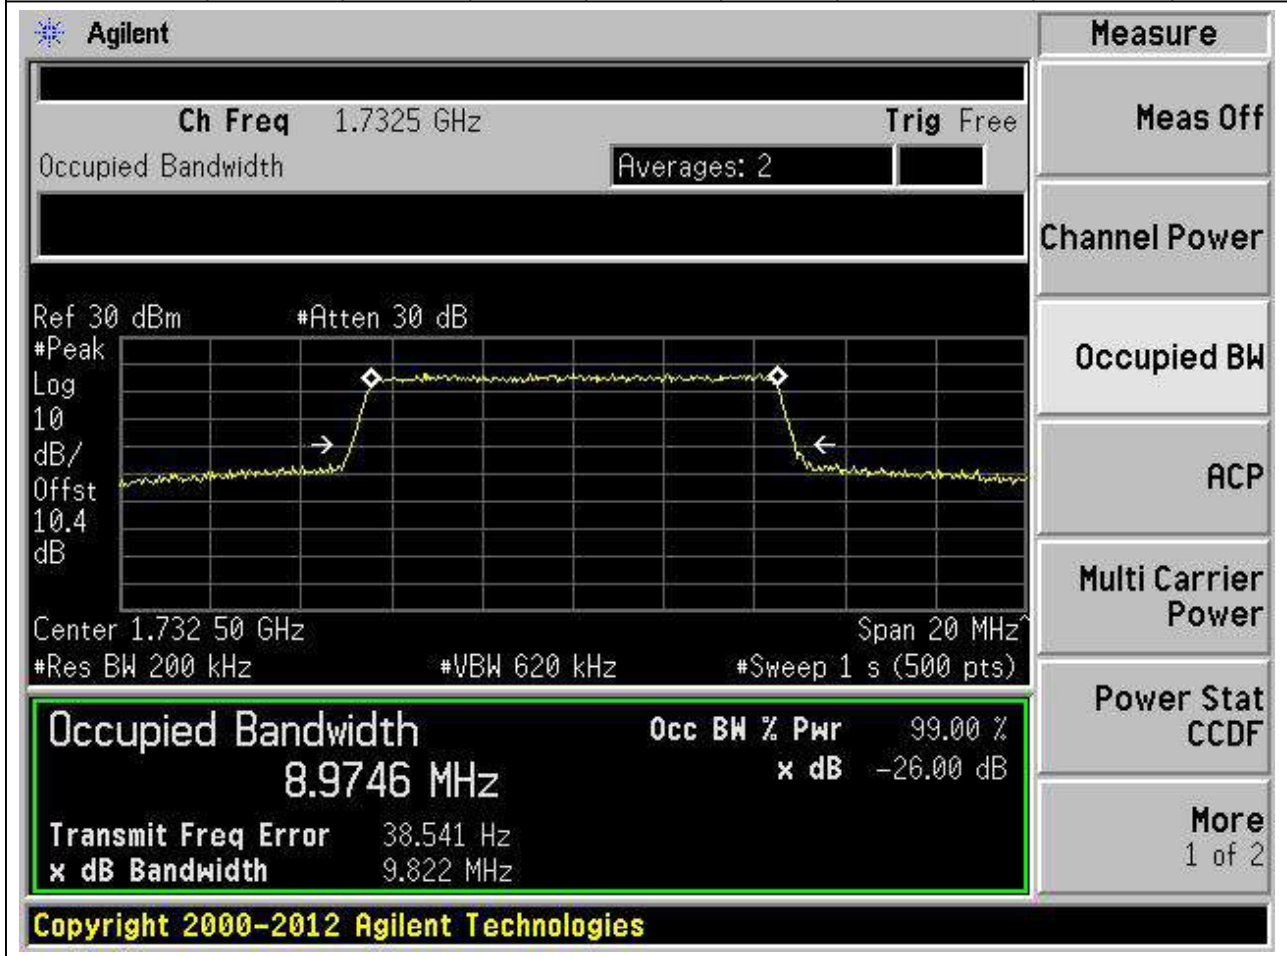 Agilent
Measure
Ch Freq 1.7325 GHz Trig Free
Occupied Bandwidth Averages: 2
Meas Off
Channel Power
Occupied BW
ACP
Multi Carrier
Power
Power Stat
CCDF
More
1 of 2
Ref 30 dBm #Atten 30 dB
#Peak
Log
10
dB/
Offst
10.4
dB
Center 1.732 50 GHz Span 20 MHz^
#Res BW 200 kHz #VBW 620 kHz #Sweep 1 s (500 pts)
Occupied Bandwidth Occ BW % Pwr 99.00 %
8.9746 MHz x dB -26.00 dB
Transmit Freq Error 38.541 Hz
x dB Bandwidth 9.822 MHz
Copyright 2000-2012 Agilent Technologies